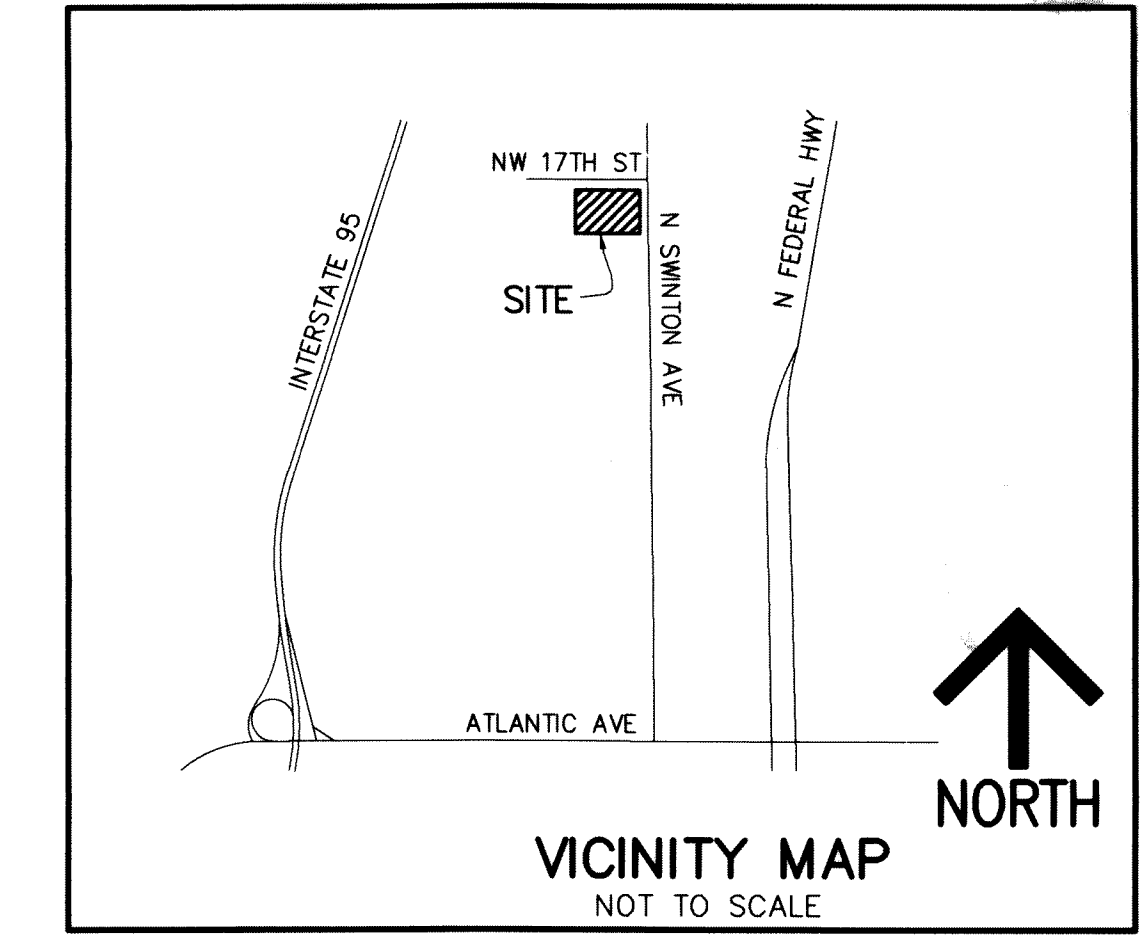 NW 17TH ST
N FEDERAL HWY
INTERSTATE 95
N SWINTON AVE
SITE
ATLANTIC AVE
NORTH
VICINITY MAP
NOT TO SCALE